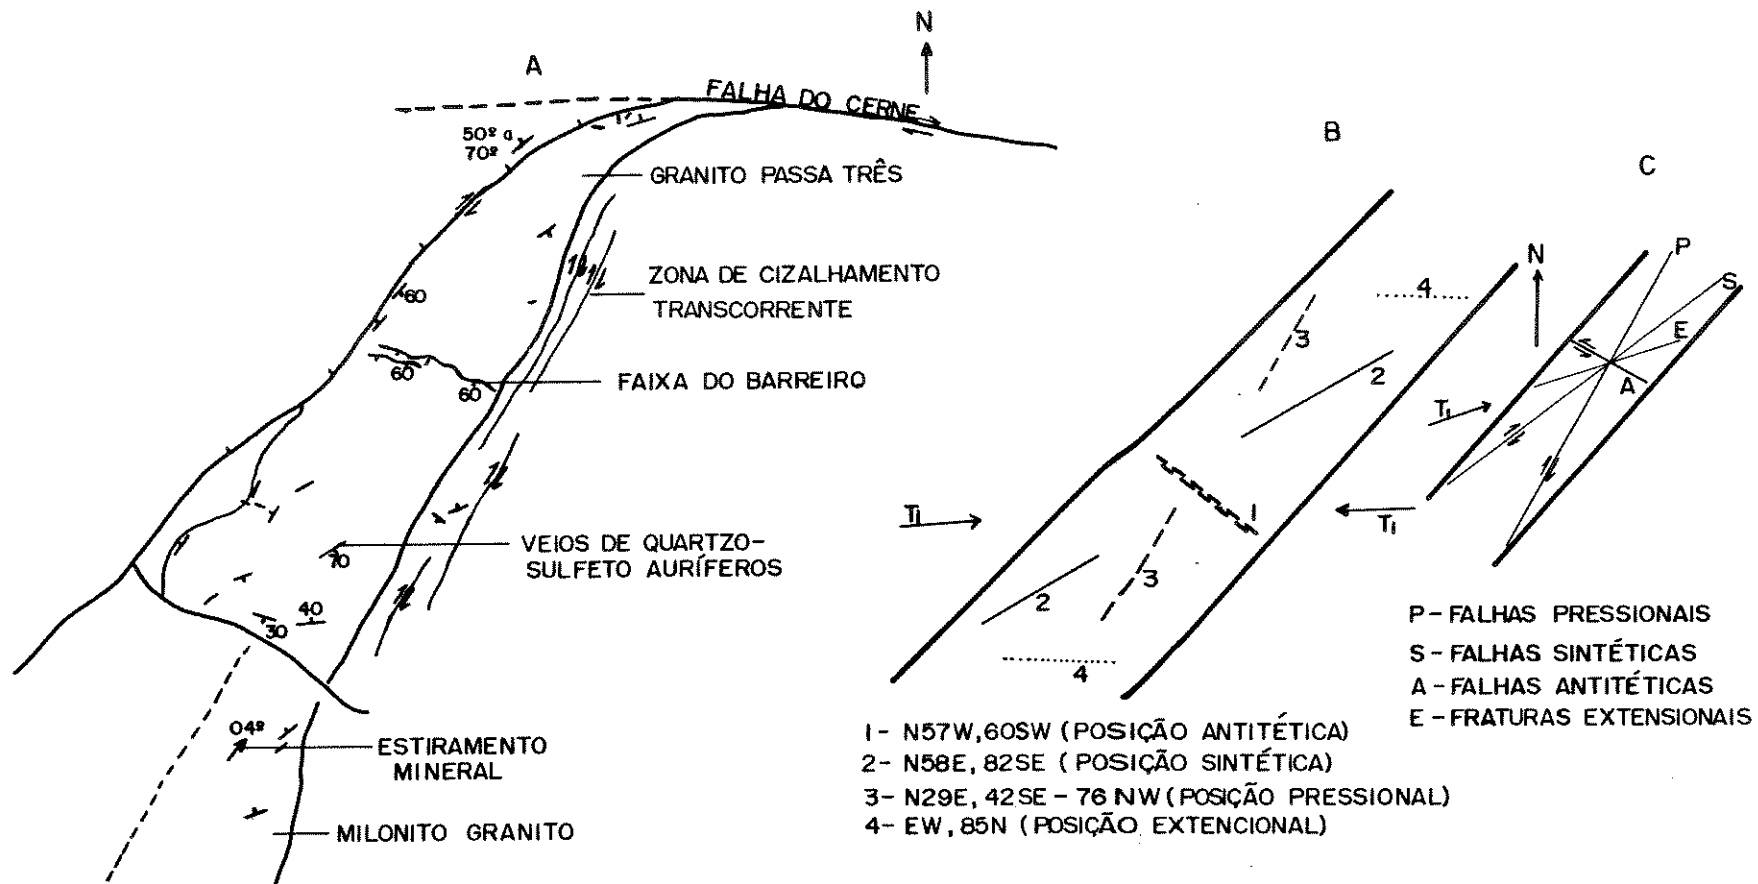 A
N
FALHA DO CERNE
50º a
70º
GRANITO PASSA TRÊS
ZONA DE CIZALHAMENTO
TRANSCORRENTE
60
60
60
FAIXA DO BARREIRO
70
VEIOS DE QUARTZO-
SULFETO AURÍFEROS
40
30
04º
ESTIRAMENTO
MINERAL
MILONITO GRANITO
B
4
3
2
1
T1
T1
3
2
4
1- N57W, 60SW (POSIÇÃO ANTITÉTICA)
2- N58E, 82SE (POSIÇÃO SINTÉTICA)
3- N29E, 42SE - 76 NW (POSIÇÃO PRESSIONAL)
4- EW, 85N (POSIÇÃO EXTENCIONAL)
C
N
P
S
E
A
T1
P - FALHAS PRESSIONAIS
S - FALHAS SINTÉTICAS
A - FALHAS ANTITÉTICAS
E - FRATURAS EXTENSIONAIS